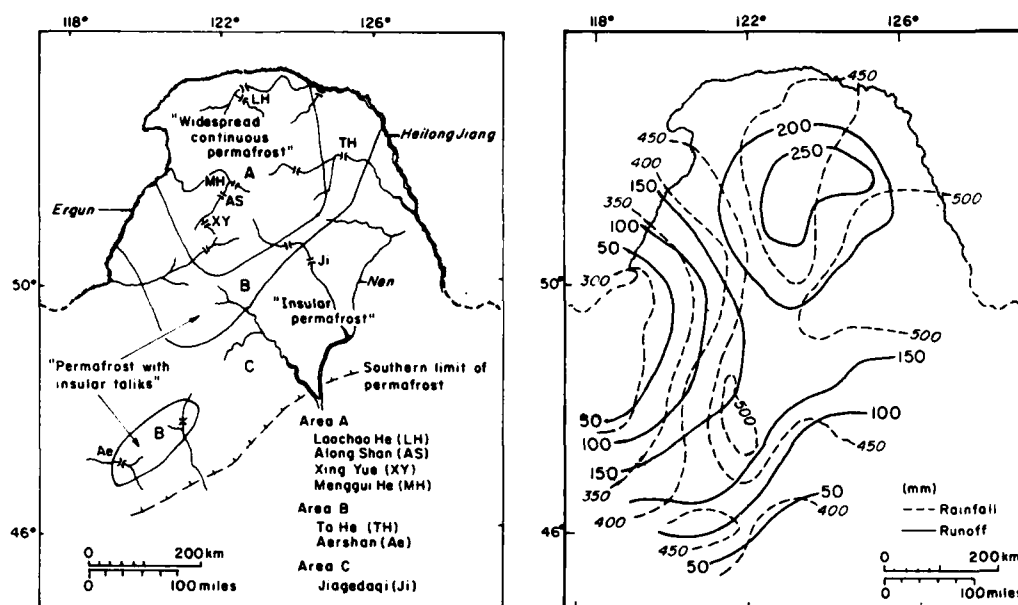 118°
122°
126°
LH
"Widespread
continuous
permafrost"
Heilong Jiang
TH
MH
A
AS
Ergun
XY
Ji
Nen
50°
B
"Insular
permafrost"
C
"Permafrost with
insular taliks"
Southern limit of
permafrost
B
Ae
Area A
Laochao He (LH)
Along Shan (AS)
Xing Yue (XY)
Menggui He (MH)
Area B
Ta He (TH)
Aershan (Ae)
Area C
Jiagedaqi (Ji)
46°
0 200 km
0 100 miles
118°
122°
126°
450
450
200
400
250
150
350
500
100
50
300
50°
500
150
50
500
100
100
150
450
350
50
400
(mm)
Rainfall
Runoff
400
46°
450
50
0 200 km
0 100 miles